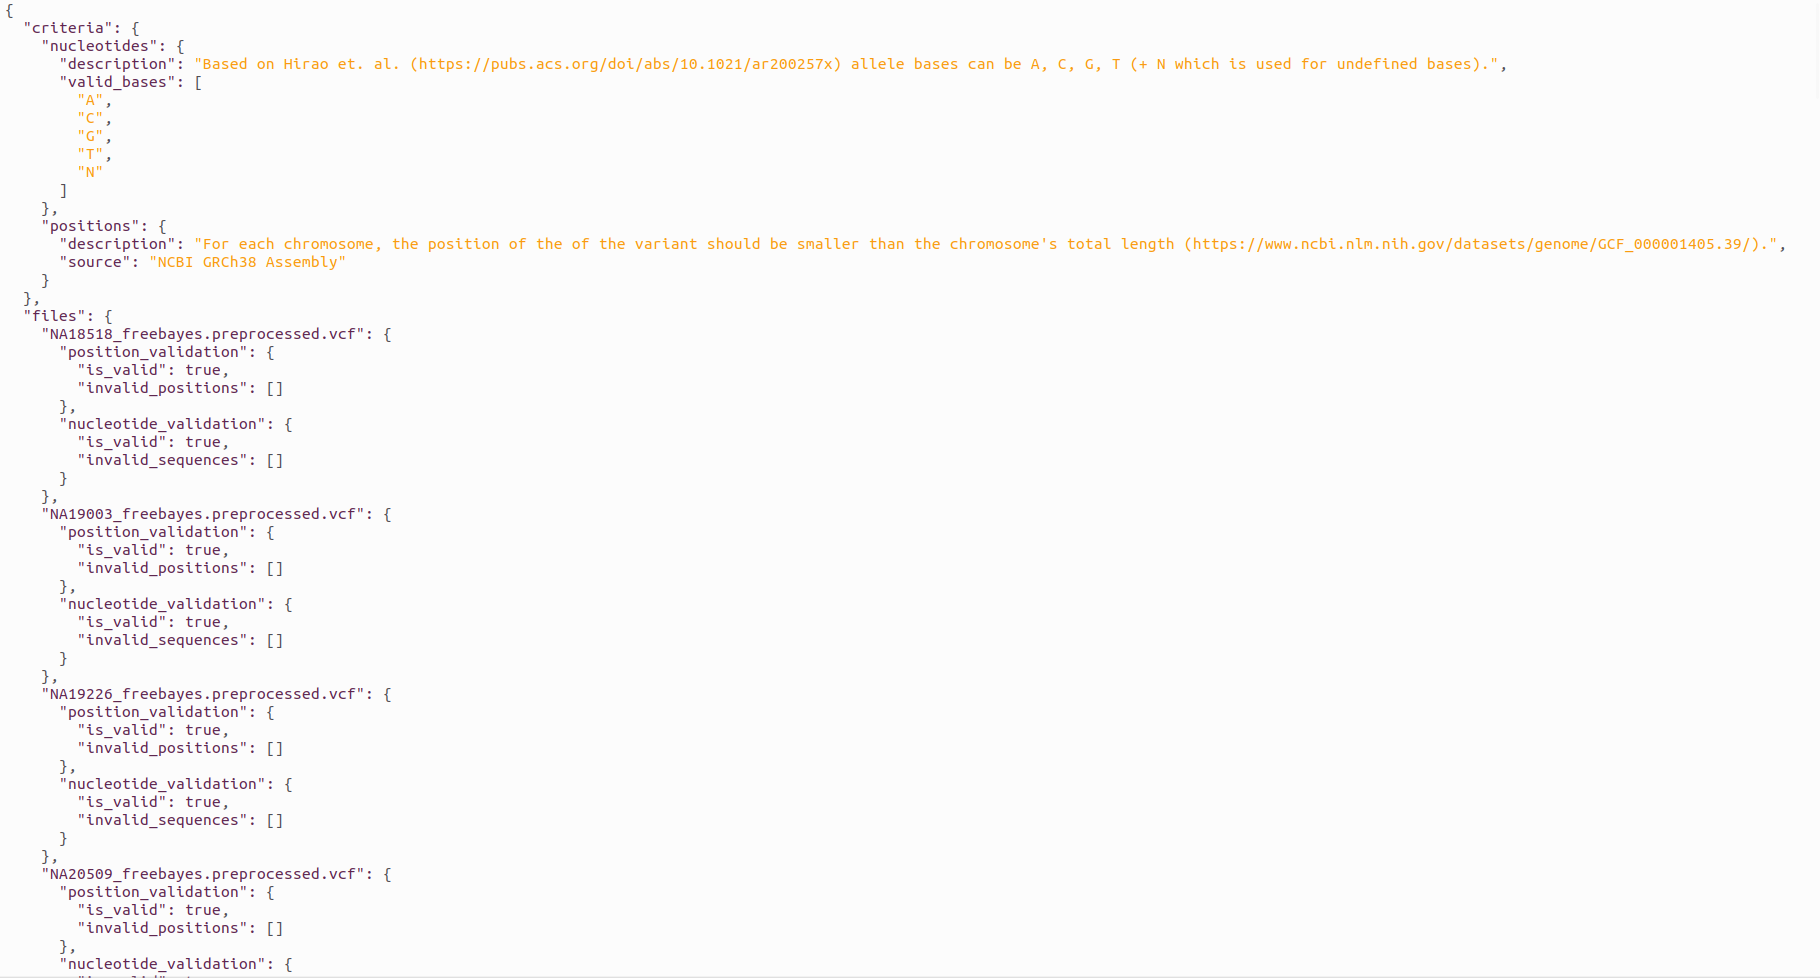 {
  "criteria": {
    "nucleotides": {
      "description": "Based on Hirao et. al. (https://pubs.acs.org/doi/abs/10.1021/ar200257x) allele bases can be A, C, G, T (+ N which is used for undefined bases).",
      "valid_bases": [
        "A",
        "C",
        "G",
        "T",
        "N"
      ]
    },
    "positions": {
      "description": "For each chromosome, the position of the of the variant should be smaller than the chromosome's total length (https://www.ncbi.nlm.nih.gov/datasets/genome/GCF_000001405.39/).",
      "source": "NCBI GRCh38 Assembly"
    }
  },
  "files": {
    "NA18518_freebayes.preprocessed.vcf": {
      "position_validation": {
        "is_valid": true,
        "invalid_positions": []
      },
      "nucleotide_validation": {
        "is_valid": true,
        "invalid_sequences": []
      }
    },
    "NA19003_freebayes.preprocessed.vcf": {
      "position_validation": {
        "is_valid": true,
        "invalid_positions": []
      },
      "nucleotide_validation": {
        "is_valid": true,
        "invalid_sequences": []
      }
    },
    "NA19226_freebayes.preprocessed.vcf": {
      "position_validation": {
        "is_valid": true,
        "invalid_positions": []
      },
      "nucleotide_validation": {
        "is_valid": true,
        "invalid_sequences": []
      }
    },
    "NA20509_freebayes.preprocessed.vcf": {
      "position_validation": {
        "is_valid": true,
        "invalid_positions": []
      },
      "nucleotide_validation": {